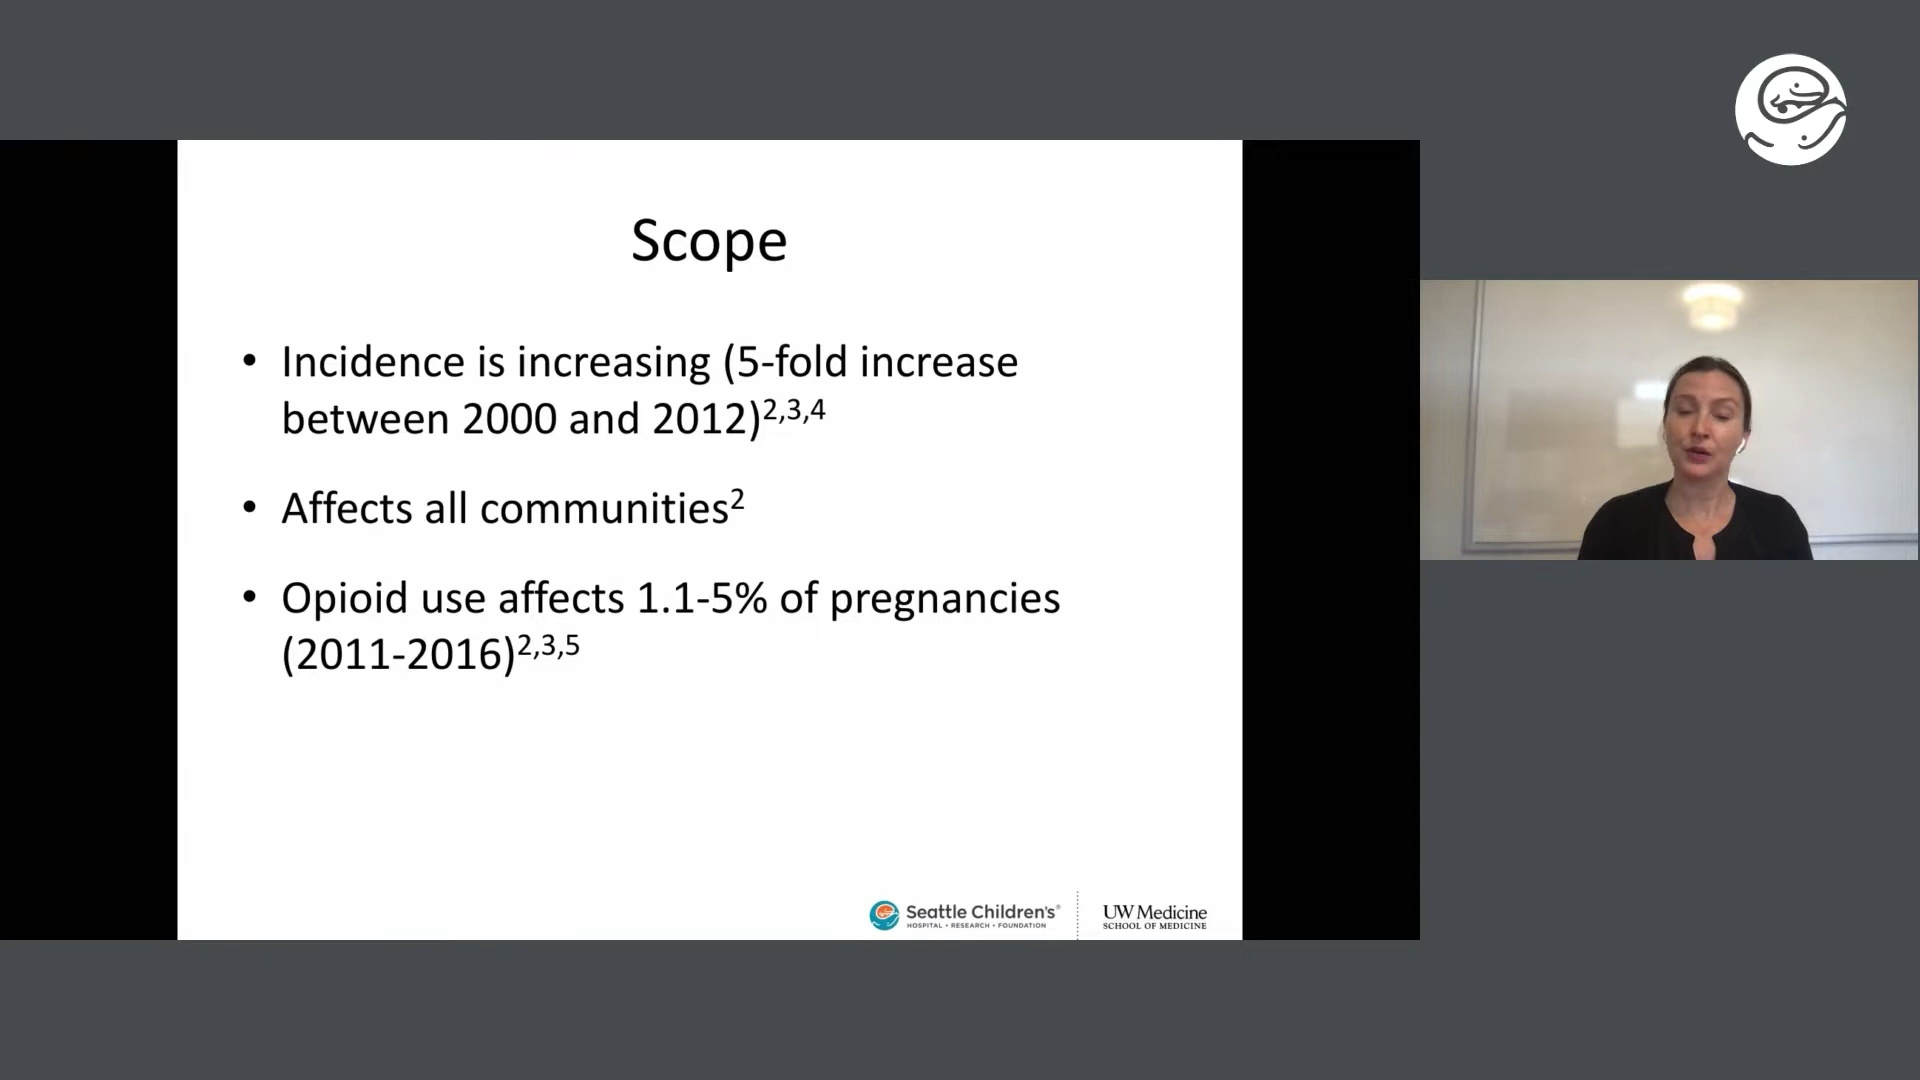 Scope
• Incidence is increasing (5-fold increase
between 2000 and 2012)2,3,4
• Affects all communities2
• Opioid use affects 1.1-5% of pregnancies
(2011-2016)2,3,5
Seattle Children's®
HOSPITAL • RESEARCH • FOUNDATION
UW Medicine
SCHOOL OF MEDICINE